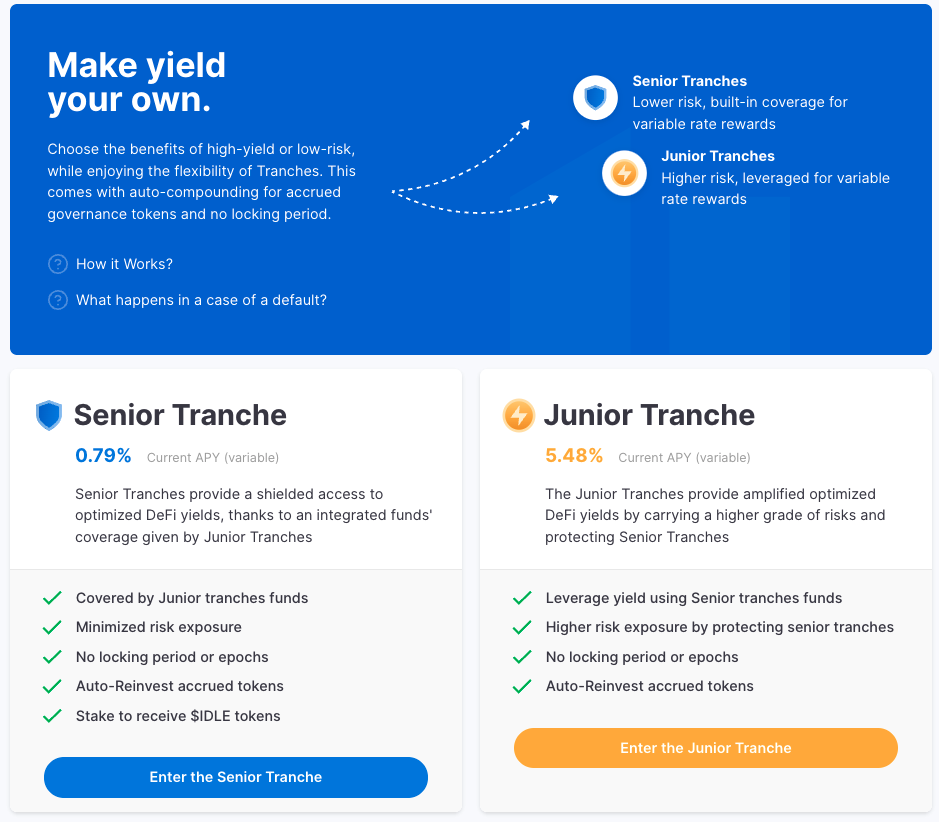 Make yield
your own.
Choose the benefits of high-yield or low-risk,
while enjoying the flexibility of Tranches. This
comes with auto-compounding for accrued
governance tokens and no locking period.
How it Works?
What happens in a case of a default?
Senior Tranches
Lower risk, built-in coverage for
variable rate rewards
Junior Tranches
Higher risk, leveraged for variable
rate rewards
Senior Tranche
0.79% Current APY (variable)
Senior Tranches provide a shielded access to
optimized DeFi yields, thanks to an integrated funds'
coverage given by Junior Tranches
Covered by Junior tranches funds
Minimized risk exposure
No locking period or epochs
Auto-Reinvest accrued tokens
Stake to receive $IDLE tokens
Enter the Senior Tranche
Junior Tranche
5.48% Current APY (variable)
The Junior Tranches provide amplified optimized
DeFi yields by carrying a higher grade of risks and
protecting Senior Tranches
Leverage yield using Senior tranches funds
Higher risk exposure by protecting senior tranches
No locking period or epochs
Auto-Reinvest accrued tokens
Enter the Junior Tranche